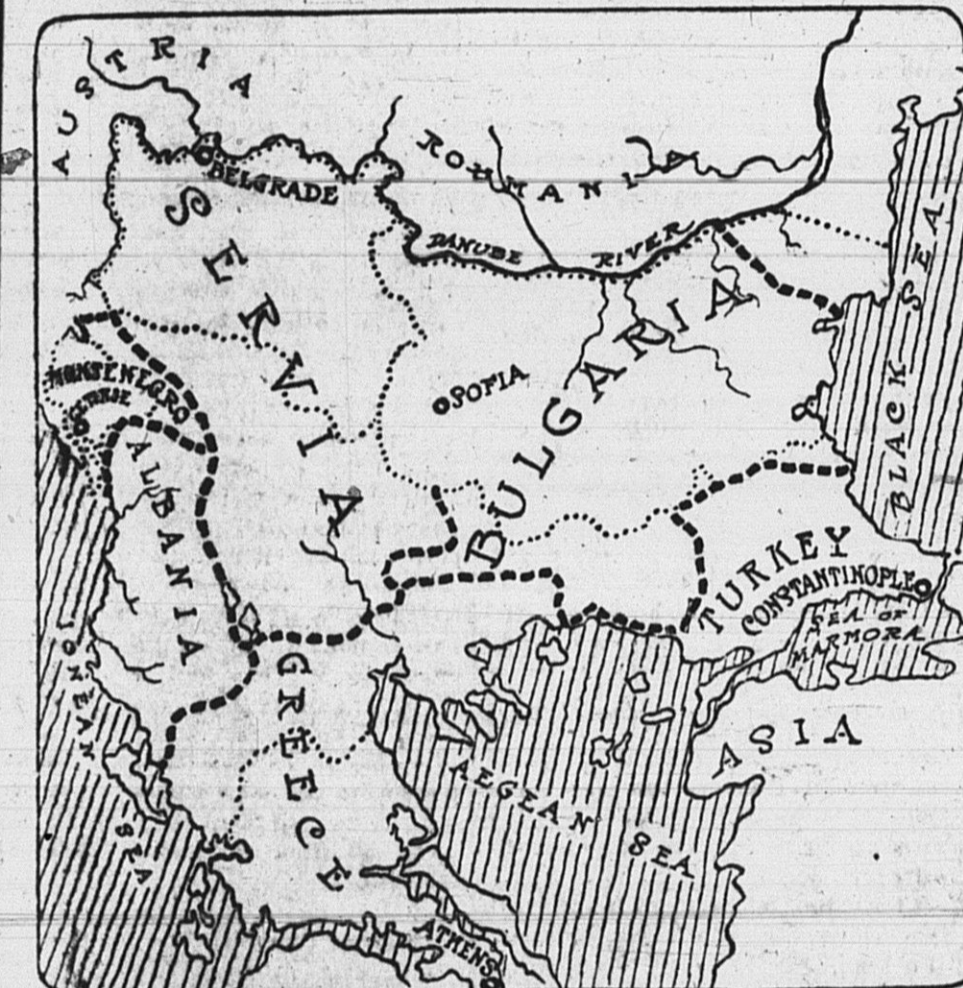 AUSTRIA
ROUMANIA
BELGRADE
SERVIA
DANUBE RIVER
BLACK SEA
BULGARIA
SOFIA
MONTENEGRO
ALBANIA
TURKEY
CONSTANTINOPLE
SEA OF
MARMORA
IONEAN SEA
GREECE
ASIA
AEGEAN SEA
ATHENS